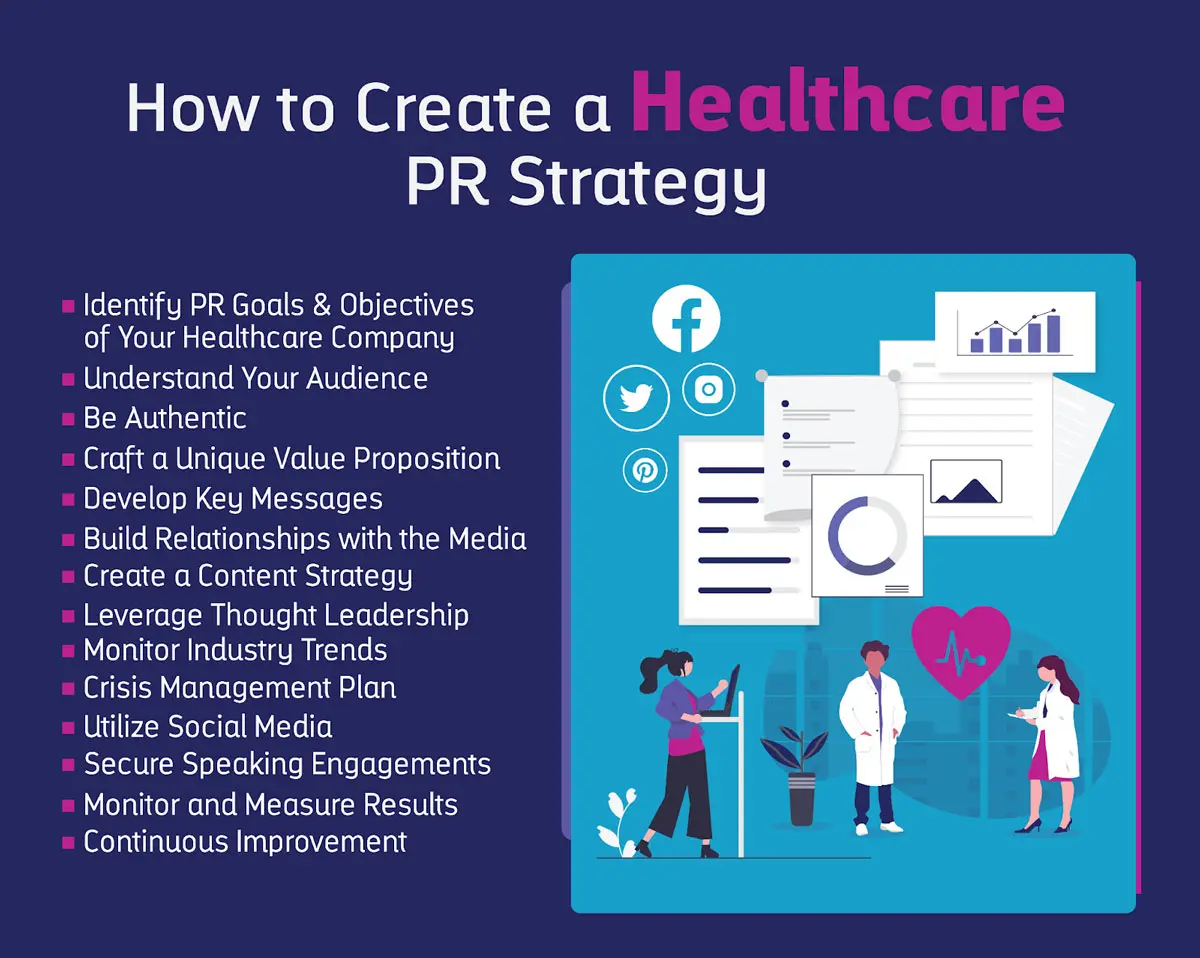 How to Create a Healthcare
PR Strategy
Identify PR Goals & Objectives
of Your Healthcare Company
Understand Your Audience
Be Authentic
Craft a Unique Value Proposition
Develop Key Messages
Build Relationships with the Media
Create a Content Strategy
Leverage Thought Leadership
Monitor Industry Trends
Crisis Management Plan
Utilize Social Media
Secure Speaking Engagements
Monitor and Measure Results
Continuous Improvement